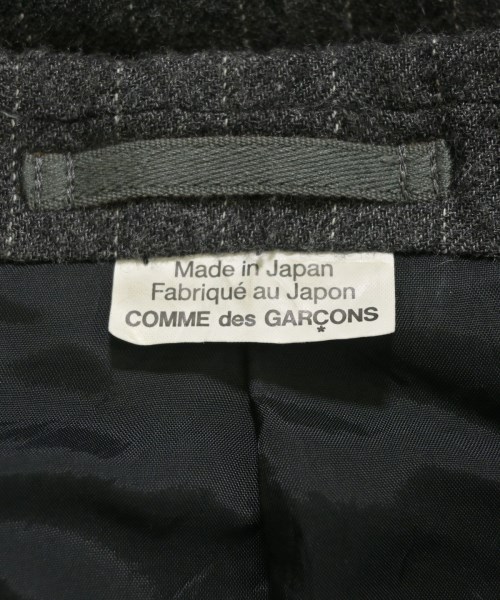 Made in Japan
Fabriqué au Japon
COMME des GARÇONS
*